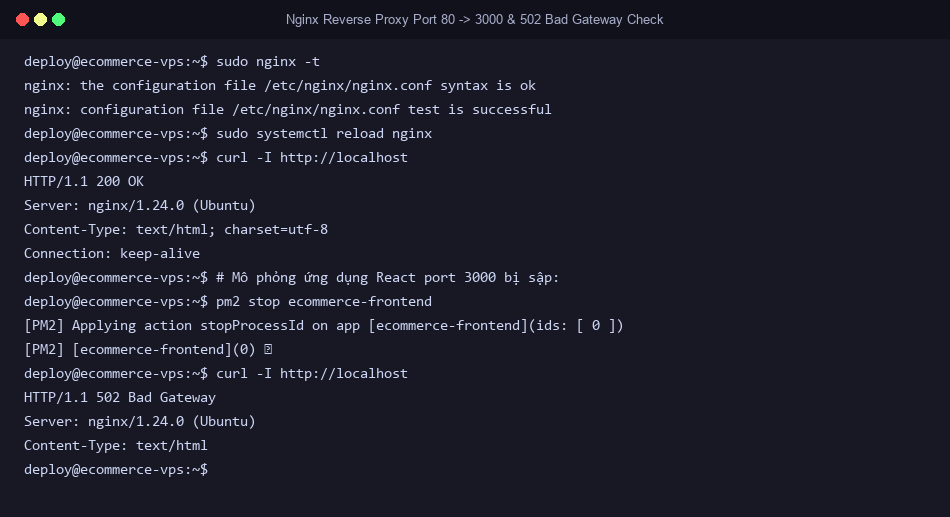 Nginx Reverse Proxy Port 80 -> 3000 & 502 Bad Gateway Check
deploy@ecommerce-vps:~$ sudo nginx -t
nginx: the configuration file /etc/nginx/nginx.conf syntax is ok
nginx: configuration file /etc/nginx/nginx.conf test is successful
deploy@ecommerce-vps:~$ sudo systemctl reload nginx
deploy@ecommerce-vps:~$ curl -I http://localhost
HTTP/1.1 200 OK
Server: nginx/1.24.0 (Ubuntu)
Content-Type: text/html; charset=utf-8
Connection: keep-alive
deploy@ecommerce-vps:~$ # Mô phỏng ứng dụng React port 3000 bị sập:
deploy@ecommerce-vps:~$ pm2 stop ecommerce-frontend
[PM2] Applying action stopProcessId on app [ecommerce-frontend](ids: [ 0 ])
[PM2] [ecommerce-frontend](0)
deploy@ecommerce-vps:~$ curl -I http://localhost
HTTP/1.1 502 Bad Gateway
Server: nginx/1.24.0 (Ubuntu)
Content-Type: text/html
deploy@ecommerce-vps:~$